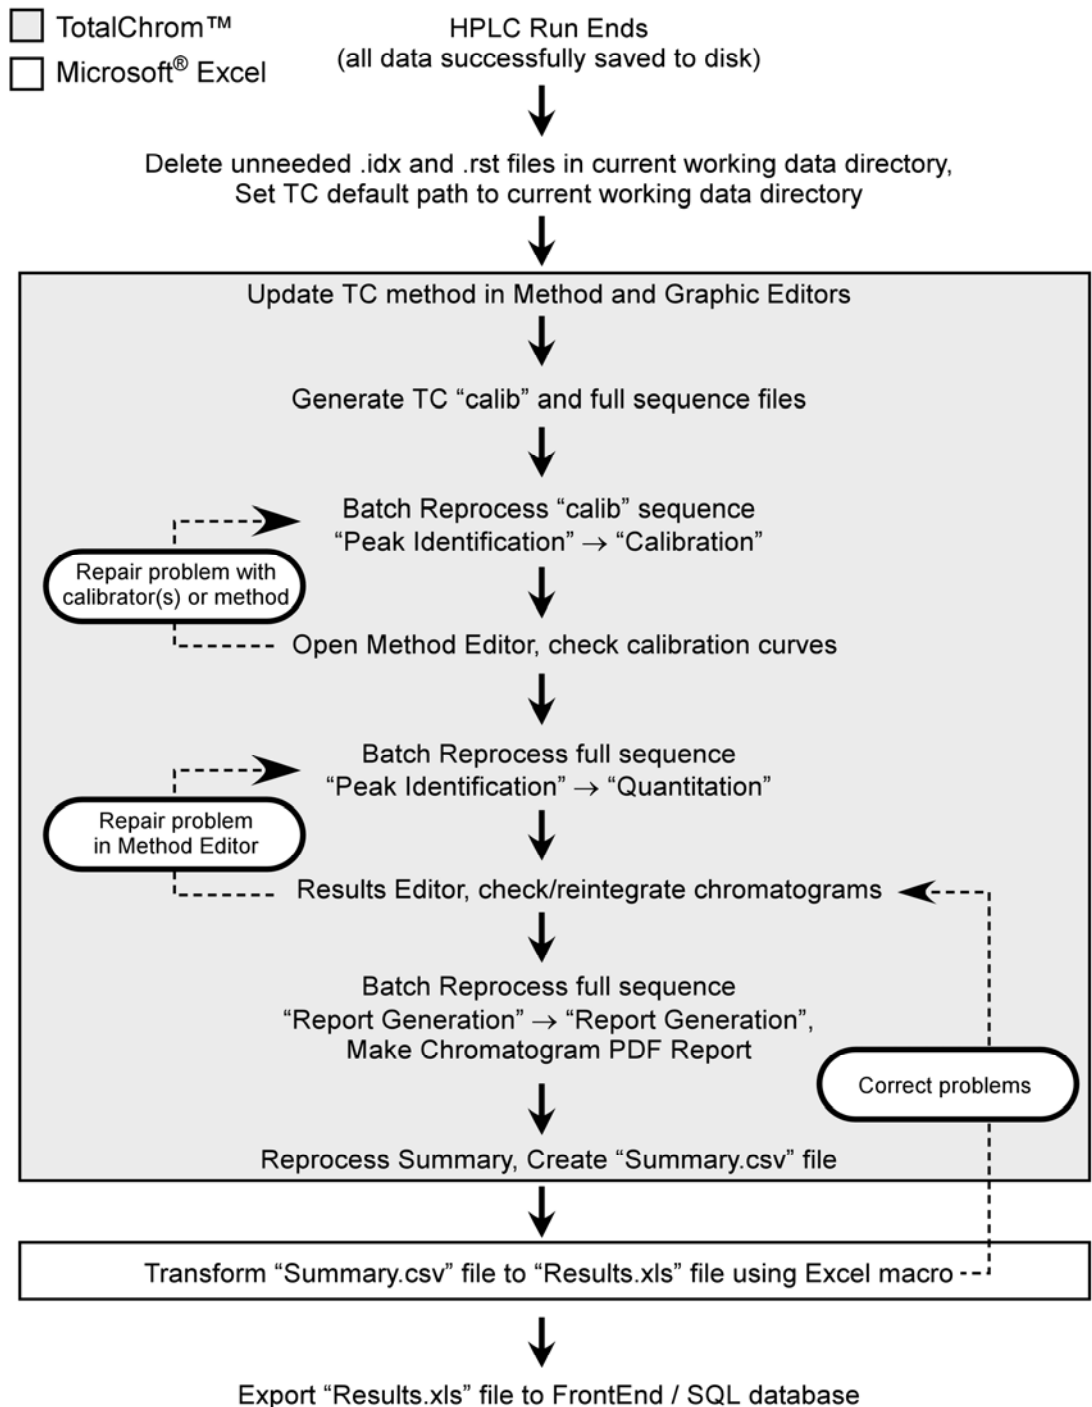 TotalChrom™
Microsoft® Excel
HPLC Run Ends
(all data successfully saved to disk)
Delete unneeded .idx and .rst files in current working data directory,
Set TC default path to current working data directory
Update TC method in Method and Graphic Editors
Generate TC “calib” and full sequence files
Batch Reprocess “calib” sequence
“Peak Identification” → “Calibration”
Repair problem with
calibrator(s) or method
Open Method Editor, check calibration curves
Batch Reprocess full sequence
“Peak Identification” → “Quantitation”
Repair problem
in Method Editor
Results Editor, check/reintegrate chromatograms
Batch Reprocess full sequence
“Report Generation” → “Report Generation”,
Make Chromatogram PDF Report
Correct problems
Reprocess Summary, Create “Summary.csv” file
Transform “Summary.csv” file to “Results.xls” file using Excel macro
Export “Results.xls” file to FrontEnd / SQL database